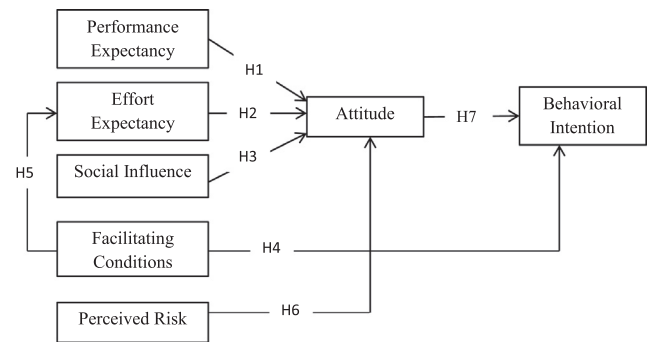 Performance
Expectancy
H1
Effort
Expectancy
H2
Attitude
H7
Behavioral
Intention
H3
Social Influence
H5
Facilitating
Conditions
H4
H6
Perceived Risk